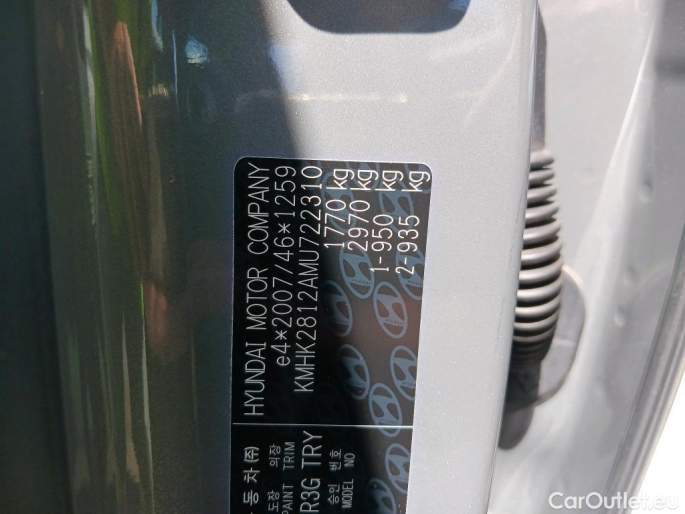 동차(주) HYUNDAI MOTOR COMPANY
e4*2007/46*1259
KMHK2812AMU722310
1770 kg
2970 kg
1-950 kg
2-935 kg
도장 의장
PAINT TRIM
R3G TRY
승인 번호
MODEL NO
CarOutlet.eu